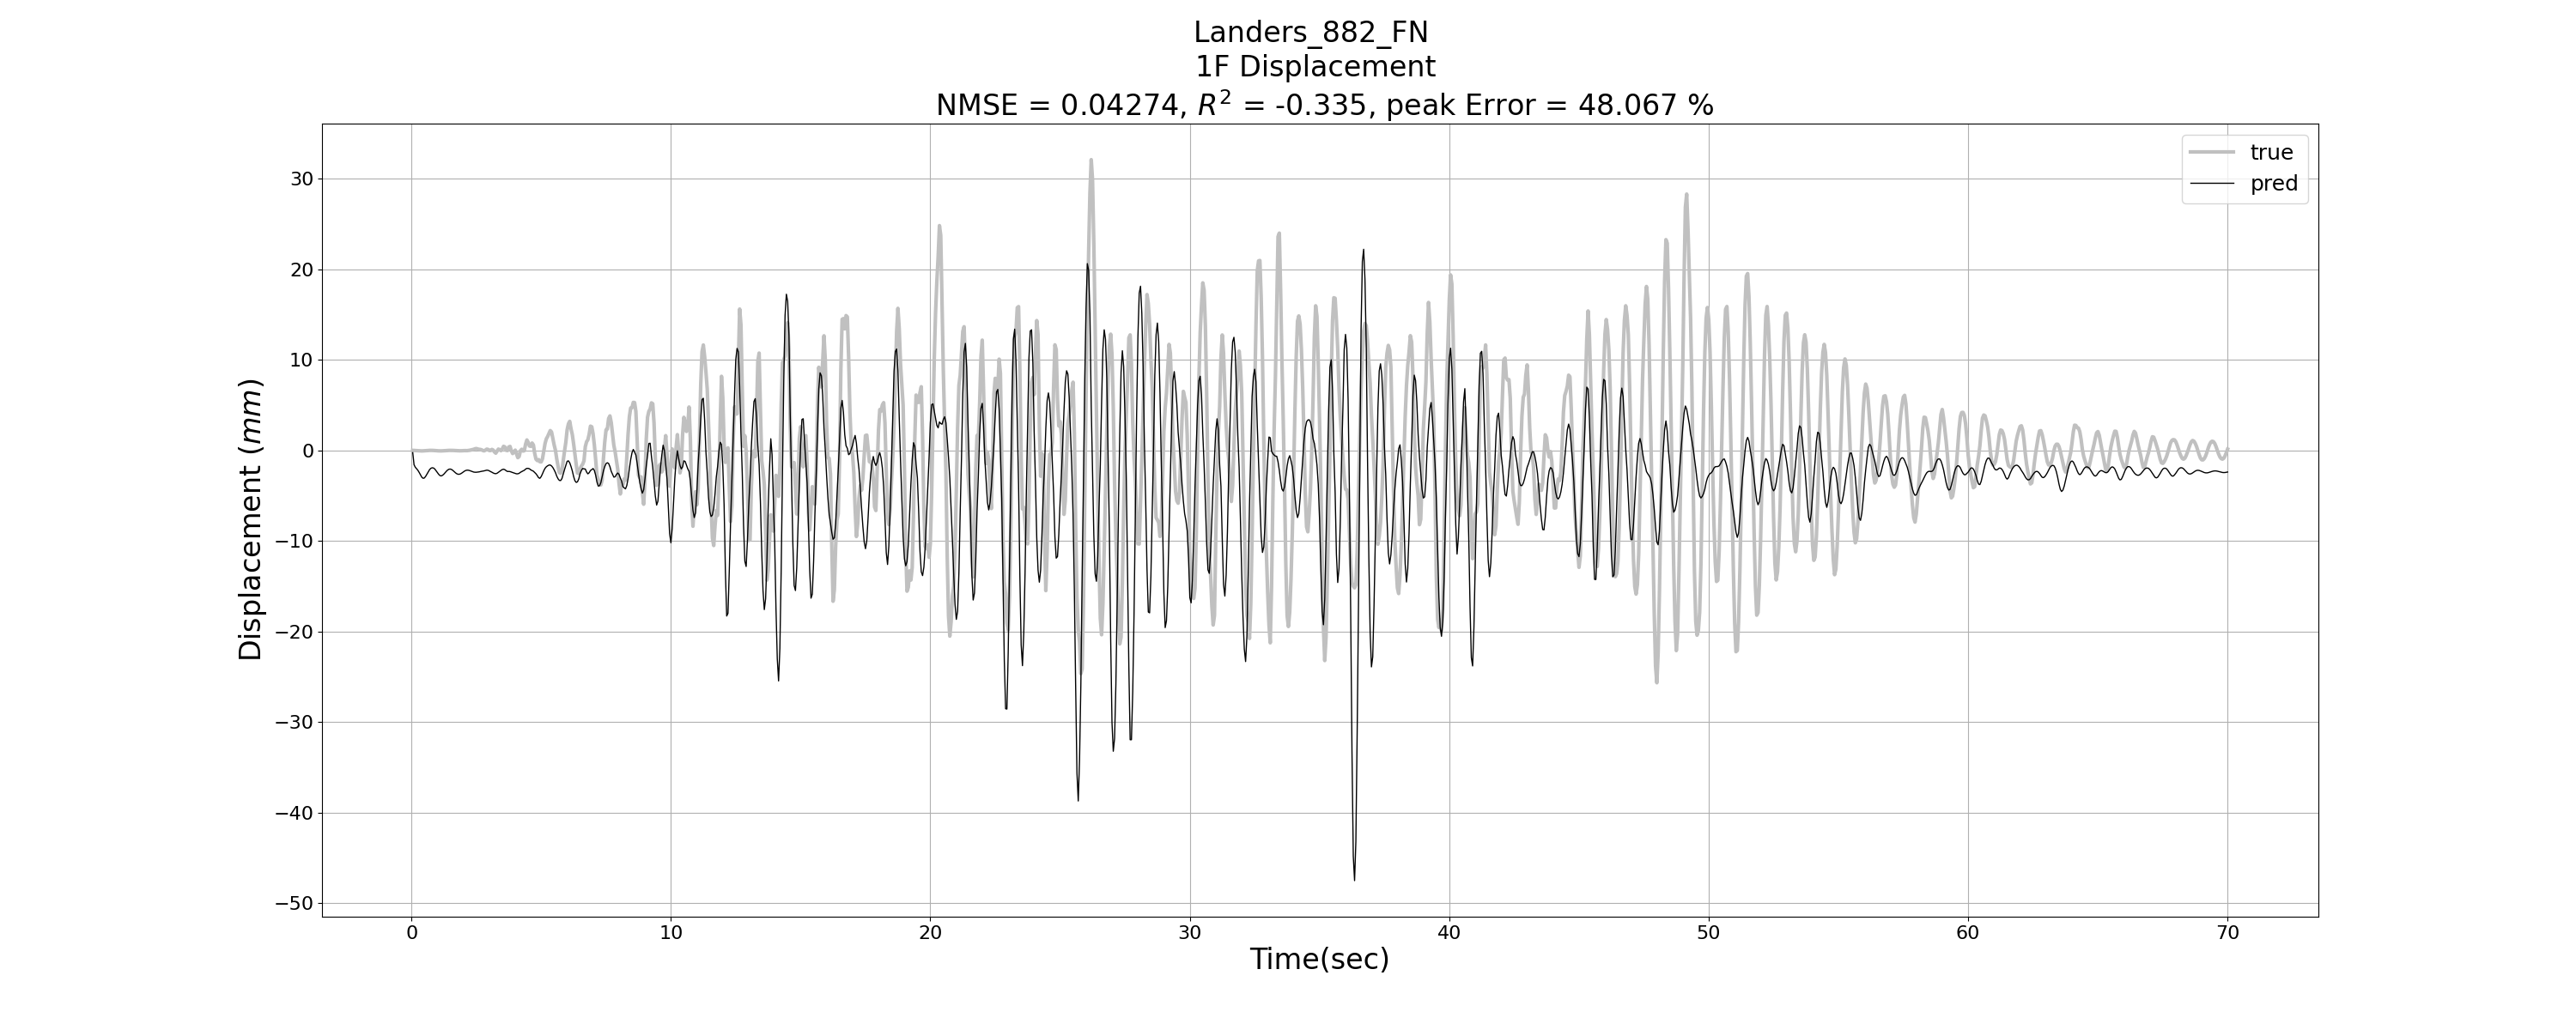 Landers_882_FN
1F Displacement
NMSE = 0.04274, R² = -0.335, peak Error = 48.067 %
true
pred
Displacement (mm)
30
20
10
0
−10
−20
−30
−40
−50
0 10 20 30 40 50 60 70
Time(sec)